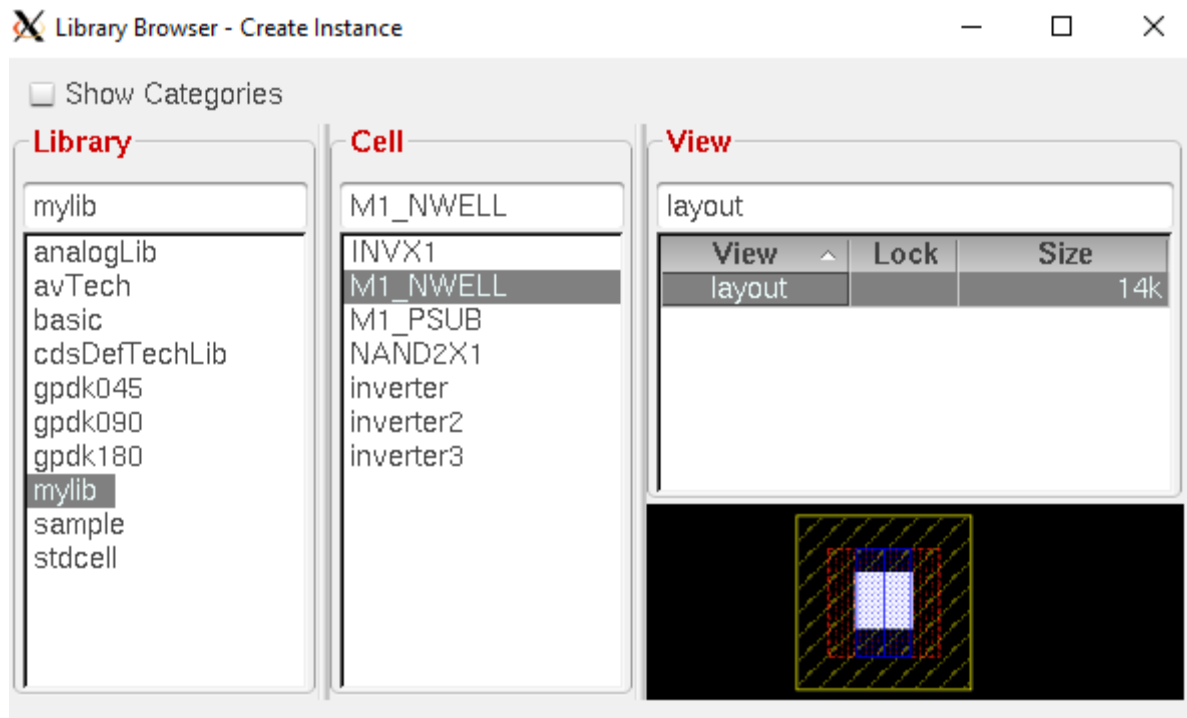 Library Browser - Create Instance
Show Categories
Library
mylib
analogLib
avTech
basic
cdsDefTechLib
gpdk045
gpdk090
gpdk180
mylib
sample
stdcell
Cell
M1_NWELL
INVX1
M1_NWELL
M1_PSUB
NAND2X1
inverter
inverter2
inverter3
View
layout
View Lock Size
layout 14k